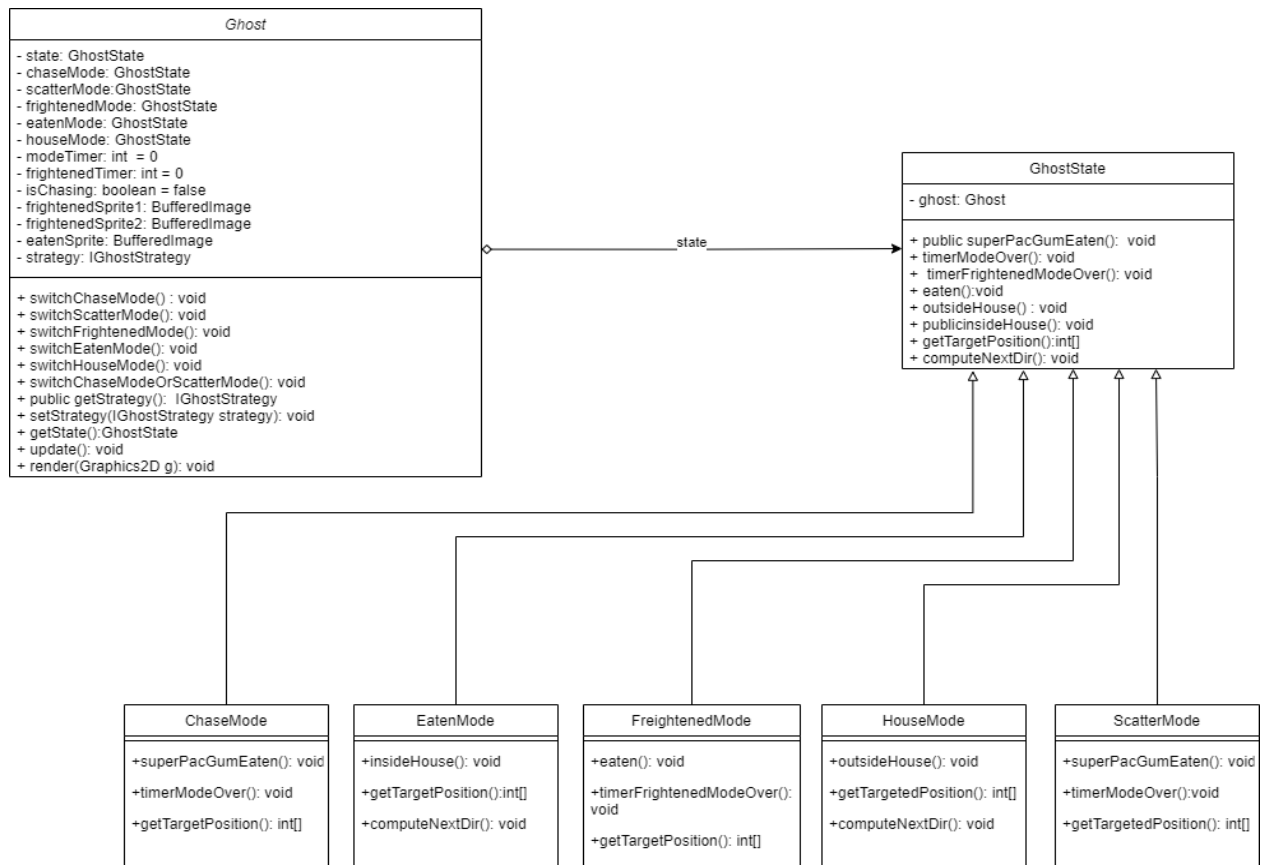 Ghost
- state: GhostState
- chaseMode: GhostState
- scatterMode:GhostState
- frightenedMode: GhostState
- eatenMode: GhostState
- houseMode: GhostState
- modeTimer: int = 0
- frightenedTimer: int = 0
- isChasing: boolean = false
- frightenedSprite1: BufferedImage
- frightenedSprite2: BufferedImage
- eatenSprite: BufferedImage
- strategy: IGhostStrategy
+ switchChaseMode() : void
+ switchScatterMode(): void
+ switchFrightenedMode(): void
+ switchEatenMode(): void
+ switchHouseMode(): void
+ switchChaseModeOrScatterMode(): void
+ public getStrategy(): IGhostStrategy
+ setStrategy(IGhostStrategy strategy): void
+ getState():GhostState
+ update(): void
+ render(Graphics2D g): void
state
GhostState
- ghost: Ghost
+ public superPacGumEaten(): void
+ timerModeOver(): void
+ timerFrightenedModeOver(): void
+ eaten():void
+ outsideHouse() : void
+ publicinsideHouse(): void
+ getTargetPosition():int[]
+ computeNextDir(): void
ChaseMode
+superPacGumEaten(): void
+timerModeOver(): void
+getTargetPosition(): int[]
EatenMode
+insideHouse(): void
+getTargetPosition():int[]
+computeNextDir(): void
FreightenedMode
+eaten(): void
+timerFrightenedModeOver():
void
+getTargetPosition(): int[]
HouseMode
+outsideHouse(): void
+getTargetedPosition(): int[]
+computeNextDir(): void
ScatterMode
+superPacGumEaten(): void
+timerModeOver():void
+getTargetedPosition(): int[]